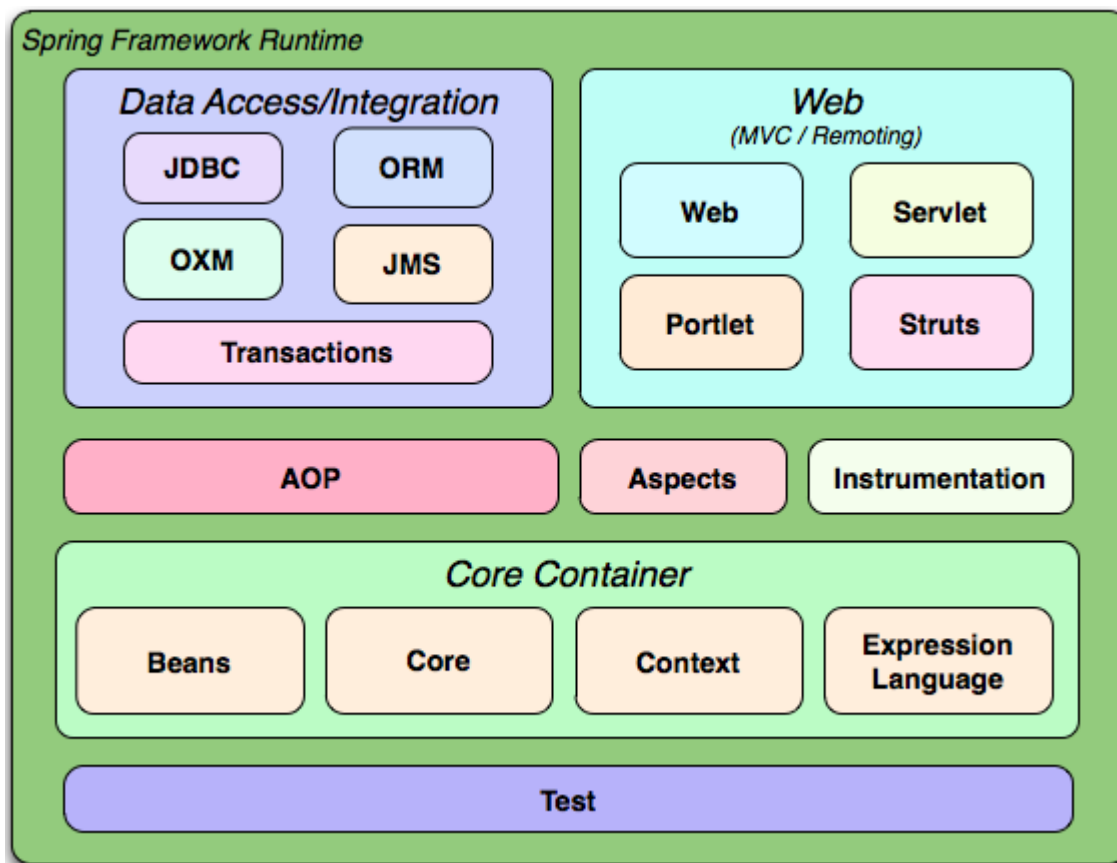 Spring Framework Runtime
Data Access/Integration
JDBC
ORM
OXM
JMS
Transactions
Web
(MVC / Remoting)
Web
Servlet
Portlet
Struts
AOP
Aspects
Instrumentation
Core Container
Beans
Core
Context
Expression
Language
Test